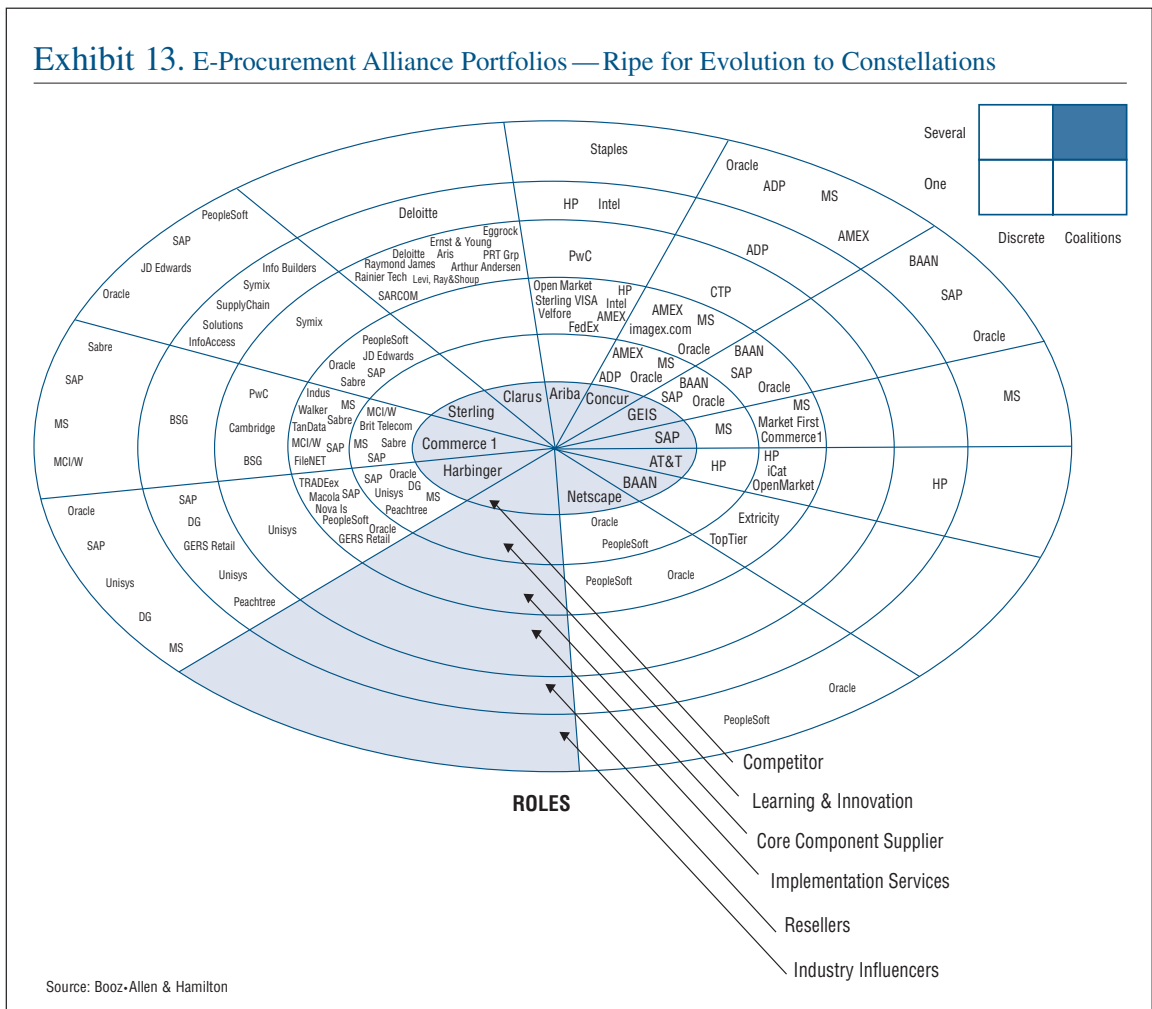 Exhibit 13. E-Procurement Alliance Portfolios — Ripe for Evolution to Constellations
Several
One
Discrete
Coalitions
Staples
Oracle
ADP
MS
AMEX
BAAN
SAP
Oracle
MS
HP
Oracle
PeopleSoft
PeopleSoft
SAP
JD Edwards
Oracle
Sabre
SAP
MS
MCI/W
Oracle
SAP
Unisys
DG
MS
Deloitte
HP Intel
ADP
Info Builders
Symix
SupplyChain
Solutions
InfoAccess
BSG
SAP
DG
GERS Retail
Unisys
Peachtree
Eggrock
Ernst & Young
Deloitte Aris PRT Grp
Raymond James Arthur Andersen
Rainier Tech Levi, Ray&Shoup
SARCOM
PwC
CTP
Symix
PwC
Cambridge
BSG
Unisys
Open Market HP
Sterling VISA Intel
Velfore AMEX
FedEx
AMEX
MS
imagex.com
Oracle
BAAN
SAP
Oracle
MS
Market First
Commerce1
HP
iCat
OpenMarket
Extricity
TopTier
PeopleSoft Oracle
PeopleSoft
JD Edwards
Oracle
SAP
Sabre
Indus
Walker MS
TanData Sabre
MCI/W SAP
FileNET
TRADEex
Macola SAP
Nova Is
PeopleSoft
Oracle
GERS Retail
MCI/W
Brit Telecom
MS Sabre
SAP
SAP Oracle
Unisys DG
MS
Peachtree
AMEX
MS
ADP Oracle
BAAN
SAP Oracle
MS
HP
Oracle
PeopleSoft
Clarus
Ariba
Concur
Sterling
GEIS
Commerce 1
SAP
Harbinger
AT&T
BAAN
Netscape
ROLES
Competitor
Learning & Innovation
Core Component Supplier
Implementation Services
Resellers
Industry Influencers
Source: Booz•Allen & Hamilton